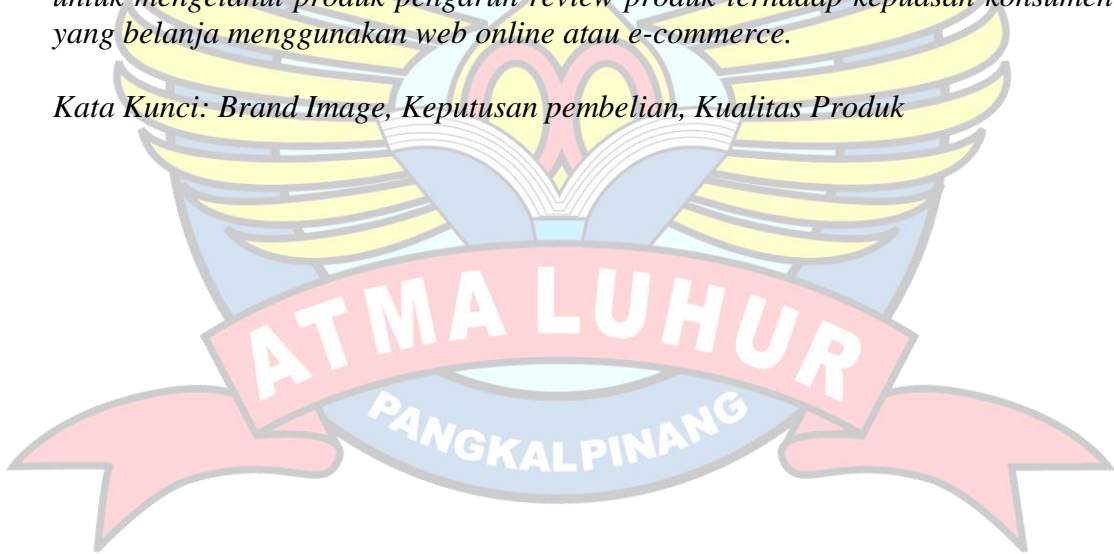 untuk mengetahui produk pengaruh review produk terhadap kepuasan konsumen
yang belanja menggunakan web online atau e-commerce.
Kata Kunci: Brand Image, Keputusan pembelian, Kualitas Produk
ATMA LUHUR
PANGKALPINANG